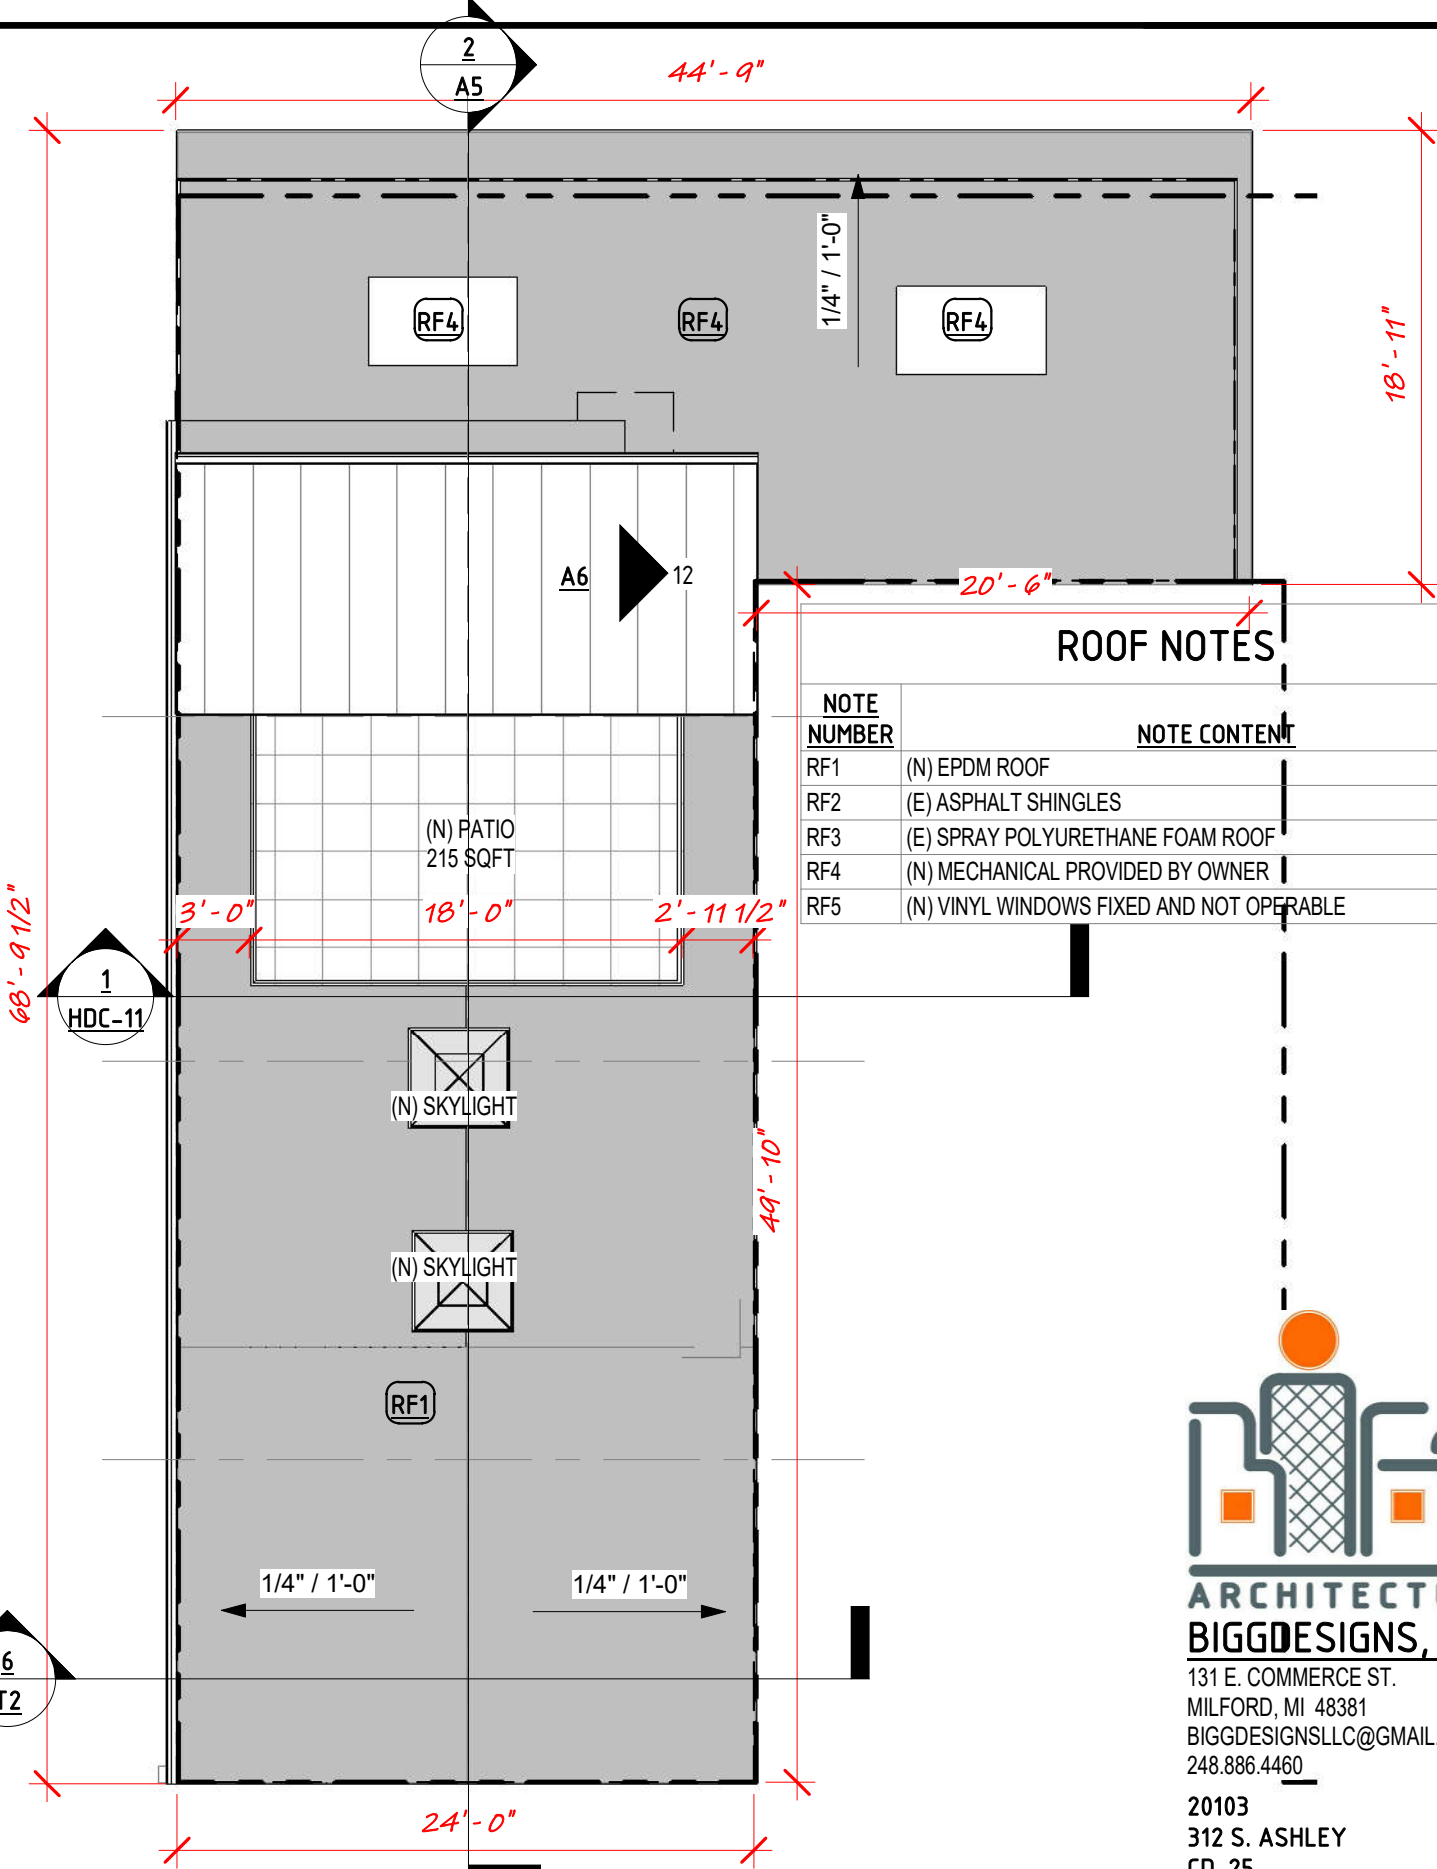 2
A5
44'-9"
1/4" / 1'-0"
RF4
RF4
RF4
18'-11"
A6
12
20'-6"
ROOF NOTES
NOTE NUMBER
NOTE CONTENT
RF1 (N) EPDM ROOF
RF2 (E) ASPHALT SHINGLES
RF3 (E) SPRAY POLYURETHANE FOAM ROOF
RF4 (N) MECHANICAL PROVIDED BY OWNER
RF5 (N) VINYL WINDOWS FIXED AND NOT OPERABLE
(N) PATIO
215 SQFT
68'-9 1/2"
3'-0"
18'-0"
2'-11 1/2"
1
HDC-11
(N) SKYLIGHT
49'-10"
(N) SKYLIGHT
RF1
1/4" / 1'-0"
1/4" / 1'-0"
6
T2
24'-0"
ARCHITECT
BIGGDESIGNS,
131 E. COMMERCE ST.
MILFORD, MI 48381
BIGGDESIGNSLLC@GMAIL.
248.886.4460
20103
312 S. ASHLEY